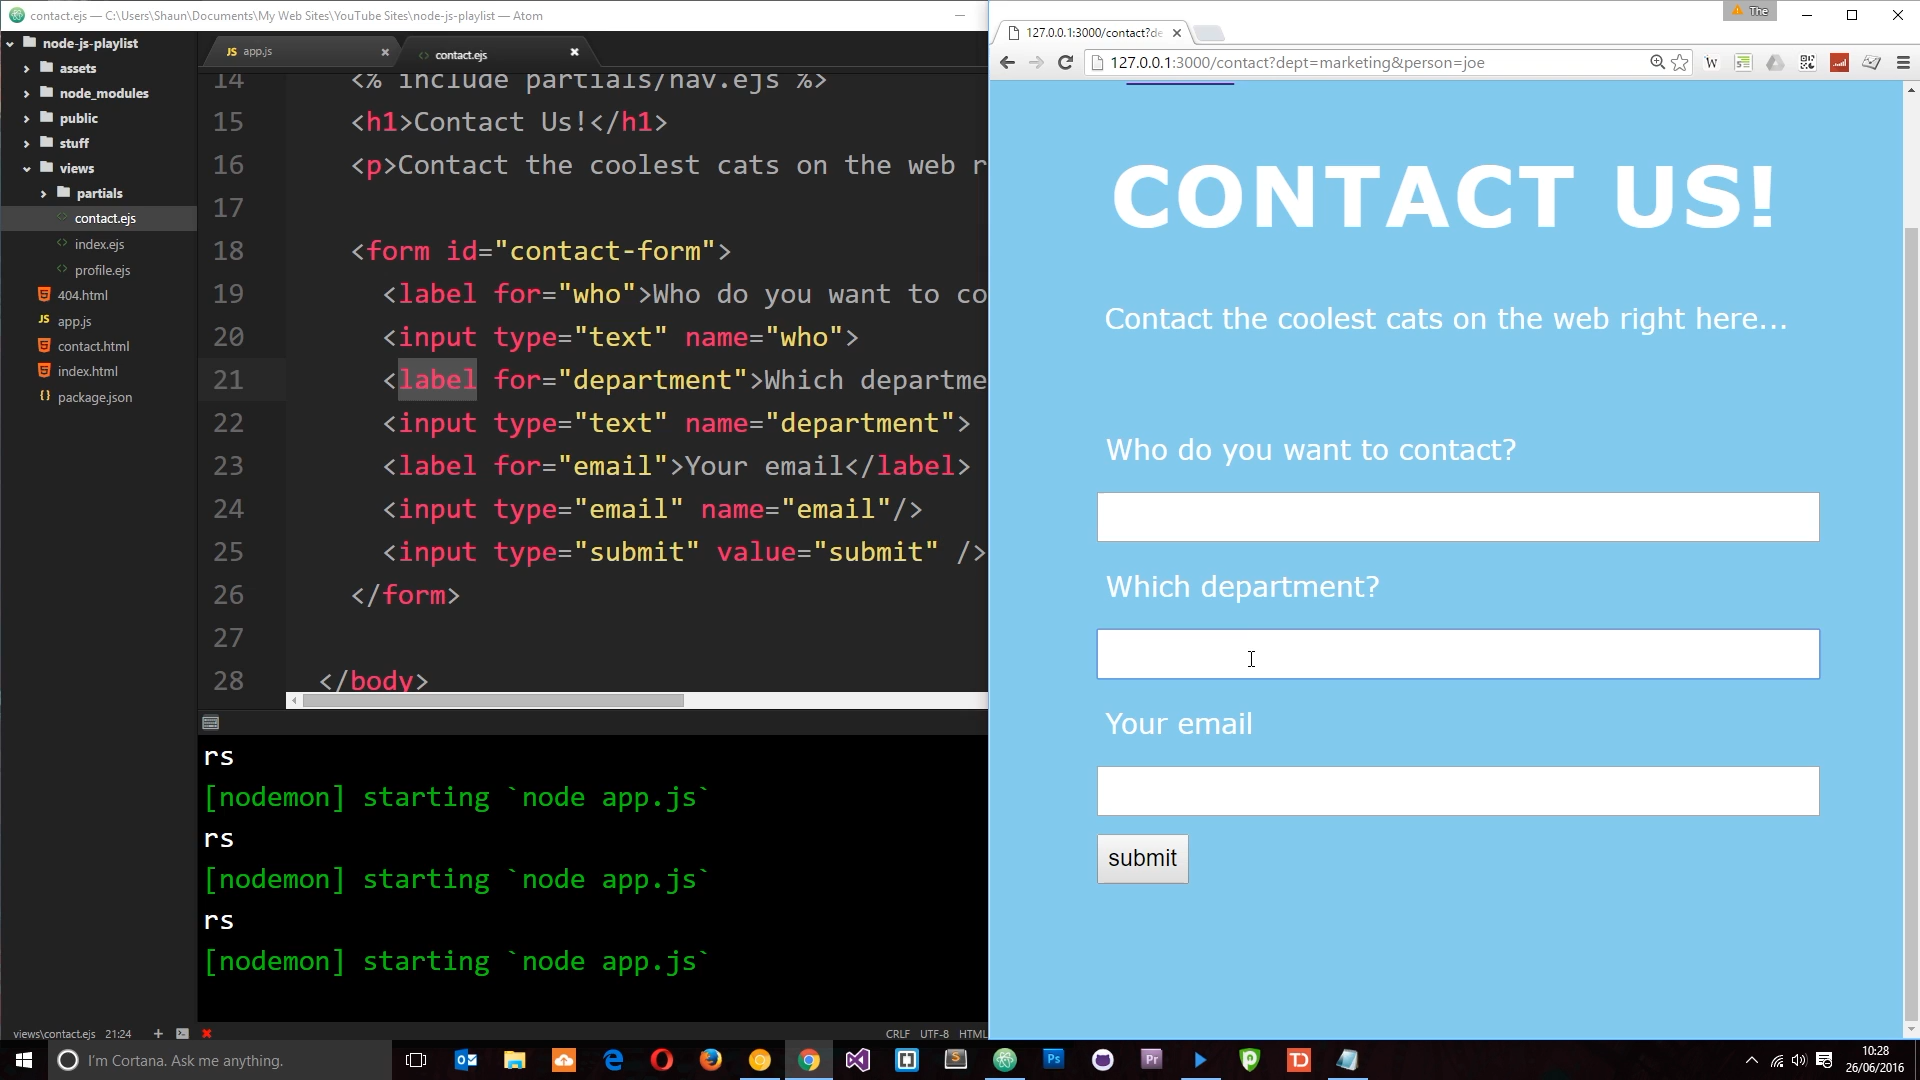 contact.ejs — C:\Users\Shaun\Documents\My Web Sites\YouTube Sites\node-js-playlist — Atom
node-js-playlist
assets
node_modules
public
stuff
views
partials
contact.ejs
index.ejs
profile.ejs
404.html
JS app.js
contact.html
index.html
package.json
JS app.js
contact.ejs
14 <% include partials/nav.ejs %>
15 <h1>Contact Us!</h1>
16 <p>Contact the coolest cats on the web r
17
18 <form id="contact-form">
19 <label for="who">Who do you want to co
20 <input type="text" name="who">
21 <label for="department">Which departme
22 <input type="text" name="department">
23 <label for="email">Your email</label>
24 <input type="email" name="email"/>
25 <input type="submit" value="submit" />
26 </form>
27
28 </body>
rs
[nodemon] starting `node app.js`
rs
[nodemon] starting `node app.js`
rs
[nodemon] starting `node app.js`
views\contact.ejs 21:24
CRLF UTF-8 HTML
The
127.0.0.1:3000/contact?de
127.0.0.1:3000/contact?dept=marketing&person=joe
CONTACT US!
Contact the coolest cats on the web right here...
Who do you want to contact?
Which department?
Your email
submit
I'm Cortana. Ask me anything.
10:28
26/06/2016